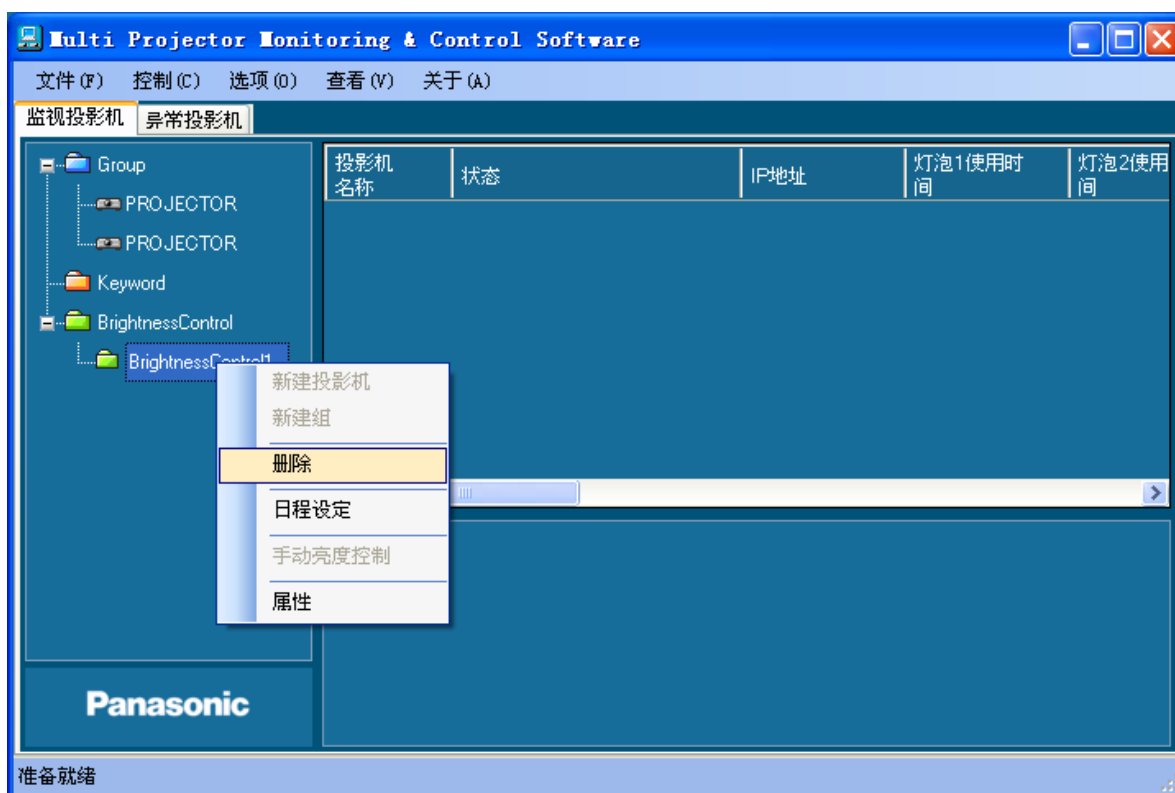 Multi Projector Monitoring & Control Software
文件(F) 控制(C) 选项(O) 查看(V) 关于(A)
监视投影机 异常投影机
Group
PROJECTOR
PROJECTOR
Keyword
BrightnessControl
BrightnessControl1
投影机
名称
状态
IP地址
灯泡1使用时
间
灯泡2使用
间
新建投影机
新建组
删除
日程设定
手动亮度控制
属性
Panasonic
准备就绪